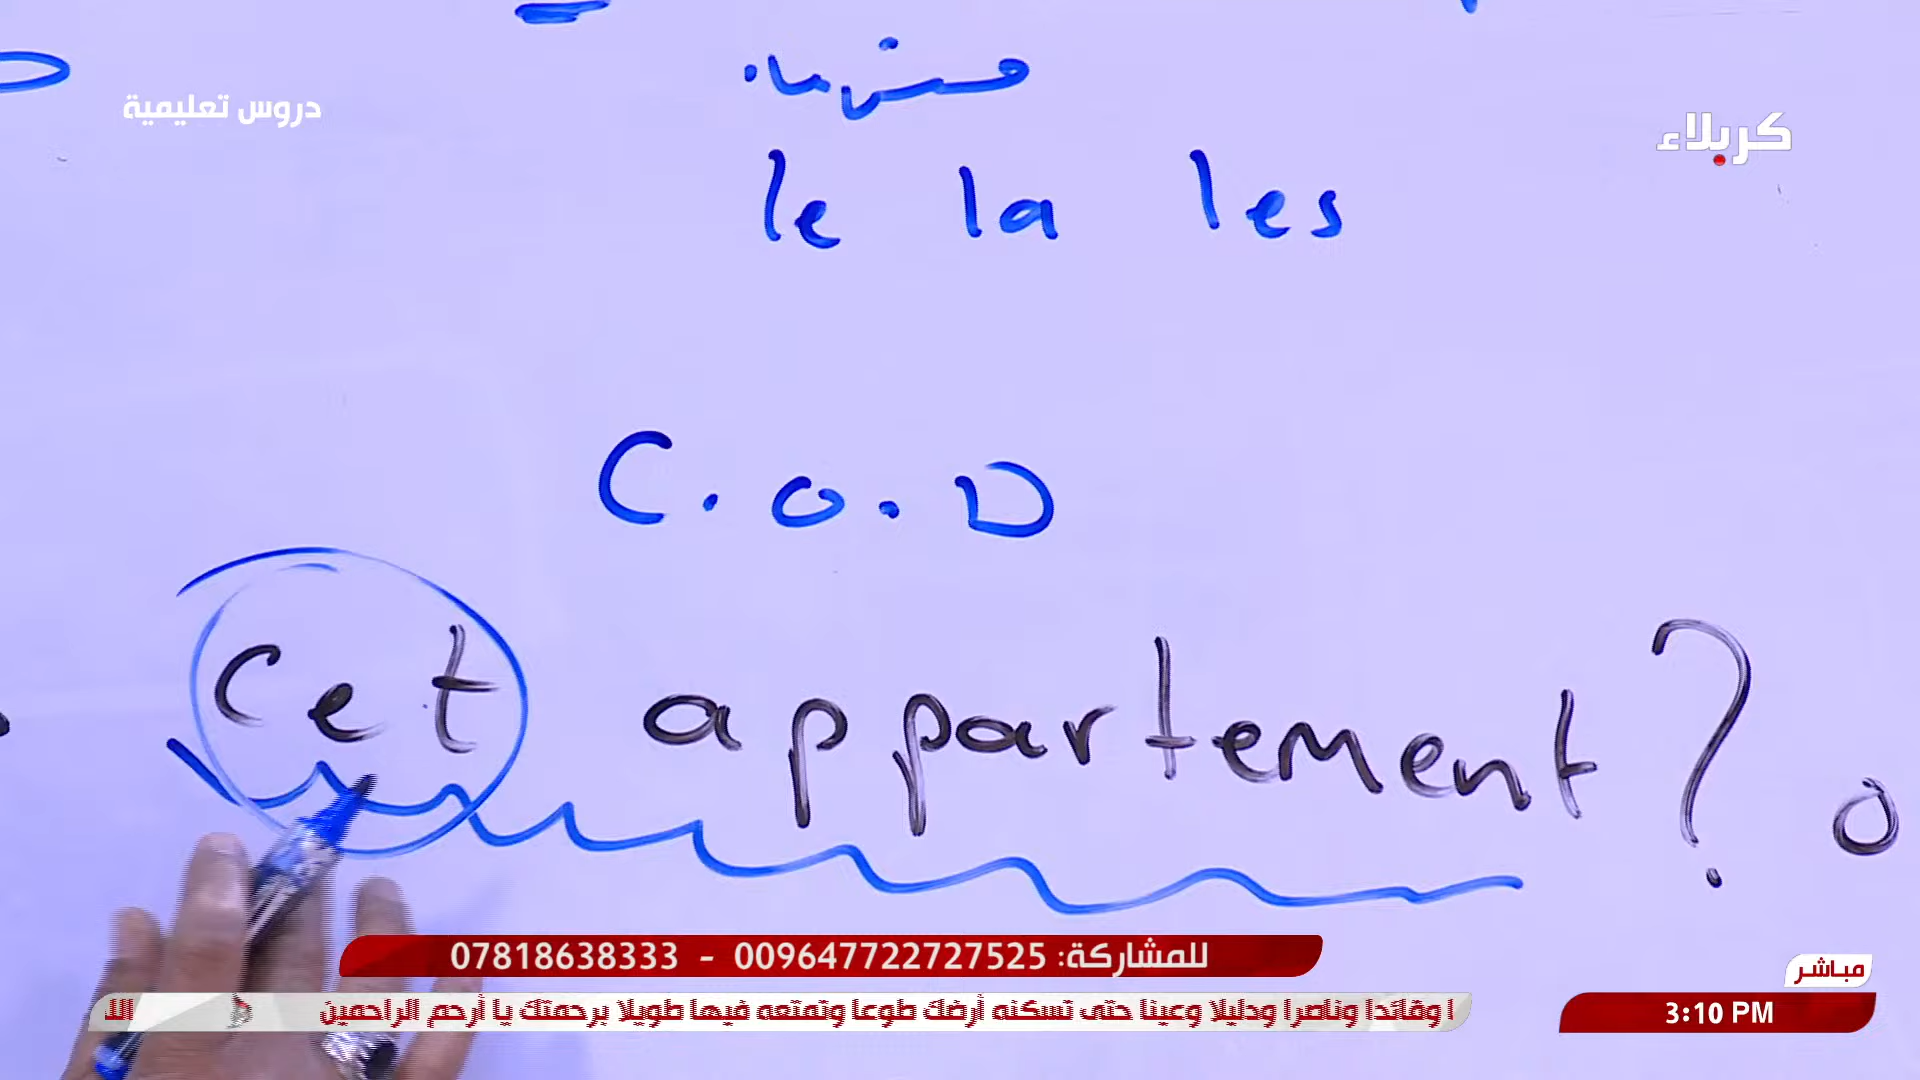 دروس تعليمية
كربلاء
le la les
C.O.D
cet appartement?
للمشاركة: 009647722727525 - 07818638333
مباشر
ا وقائدا وناصرا ودليلا وعينا حتى تسكنه أرضك طوعا وتمتعه فيها طويلا برحمتك يا أرحم الراحمين
3:10 PM